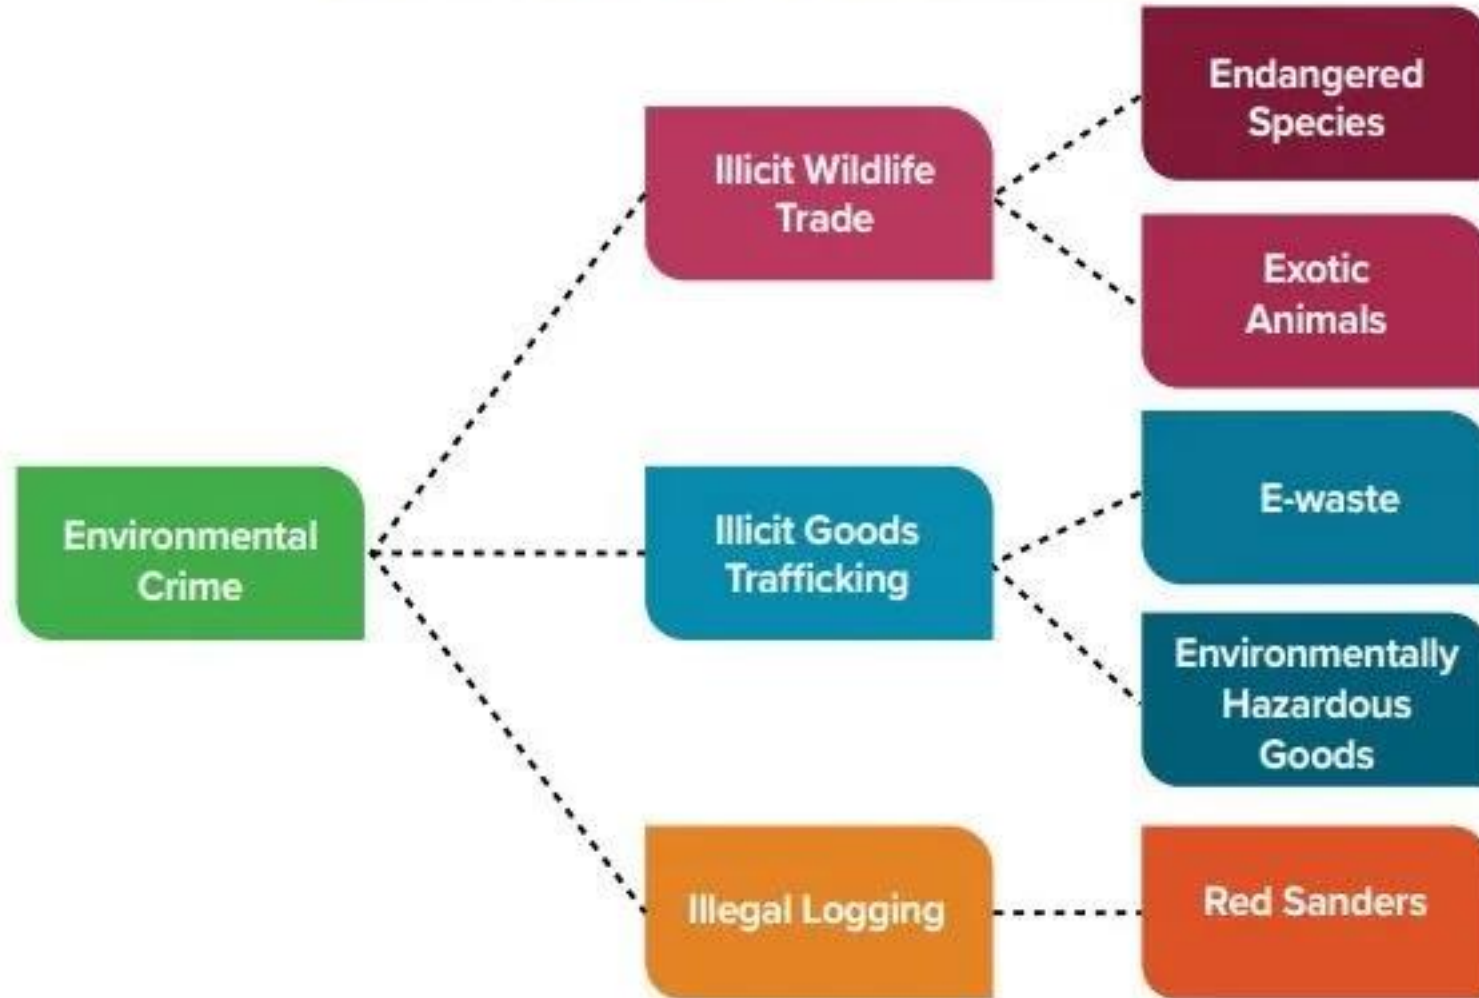 Endangered
Species
Illicit Wildlife
Trade
Exotic
Animals
Environmental
Crime
Illicit Goods
Trafficking
E-waste
Environmentally
Hazardous
Goods
Illegal Logging
Red Sanders